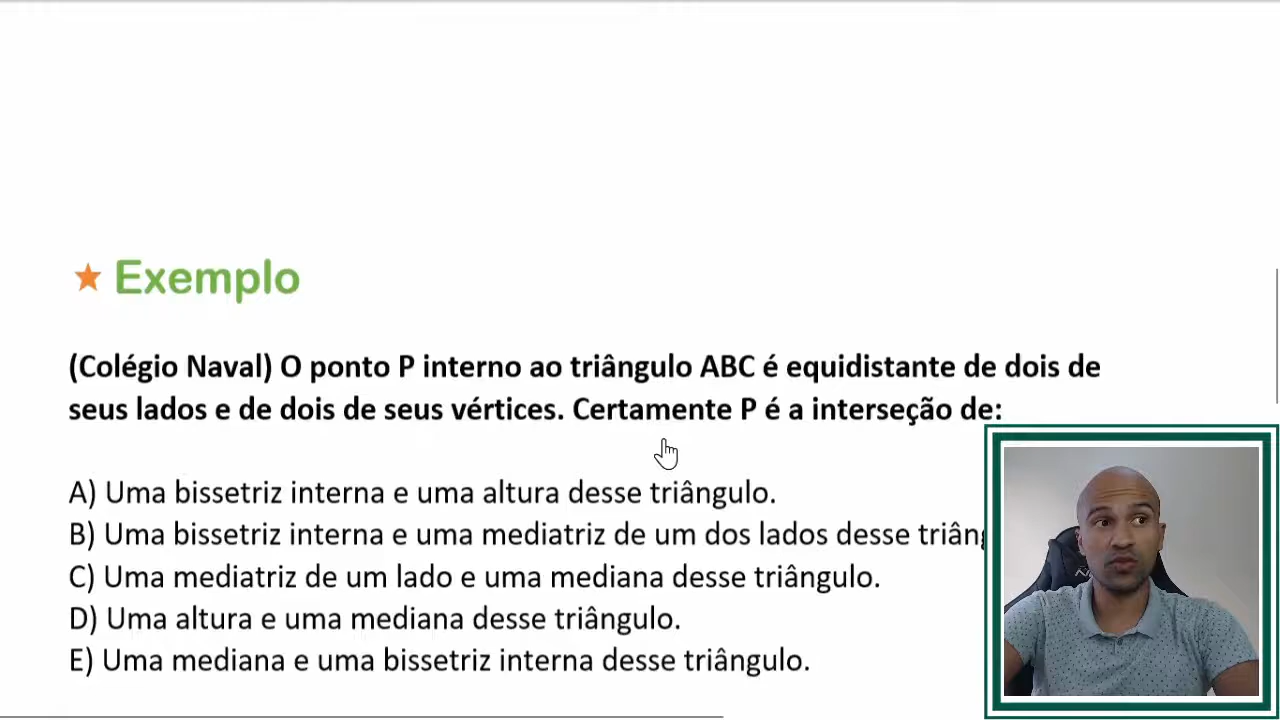 Exemplo
(Colégio Naval) O ponto P interno ao triângulo ABC é equidistante de dois de
seus lados e de dois de seus vértices. Certamente P é a interseção de:
A) Uma bissetriz interna e uma altura desse triângulo.
B) Uma bissetriz interna e uma mediatriz de um dos lados desse
C) Uma mediatriz de um lado e uma mediana desse triângulo.
D) Uma altura e uma mediana desse triângulo.
E) Uma mediana e uma bissetriz interna desse triângulo.